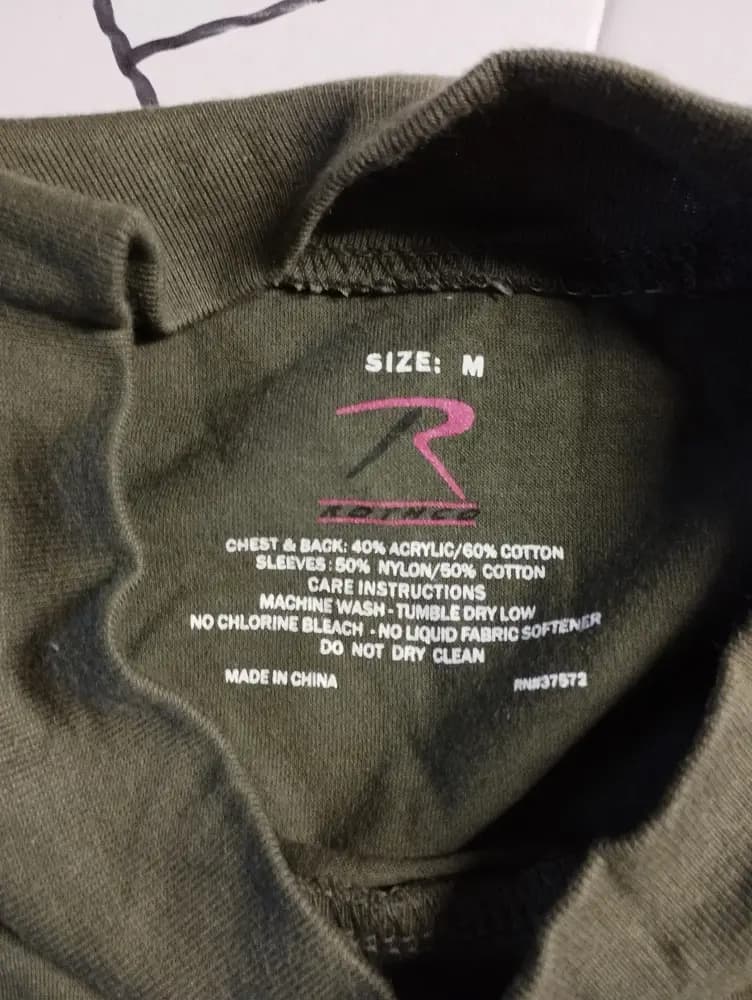 SIZE: M
ROTHCO
CHEST & BACK: 40% ACRYLIC/60% COTTON
SLEEVES: 50% NYLON/50% COTTON
CARE INSTRUCTIONS
MACHINE WASH - TUMBLE DRY LOW
NO CHLORINE BLEACH - NO LIQUID FABRIC SOFTENER
DO NOT DRY CLEAN
MADE IN CHINA RN#37572